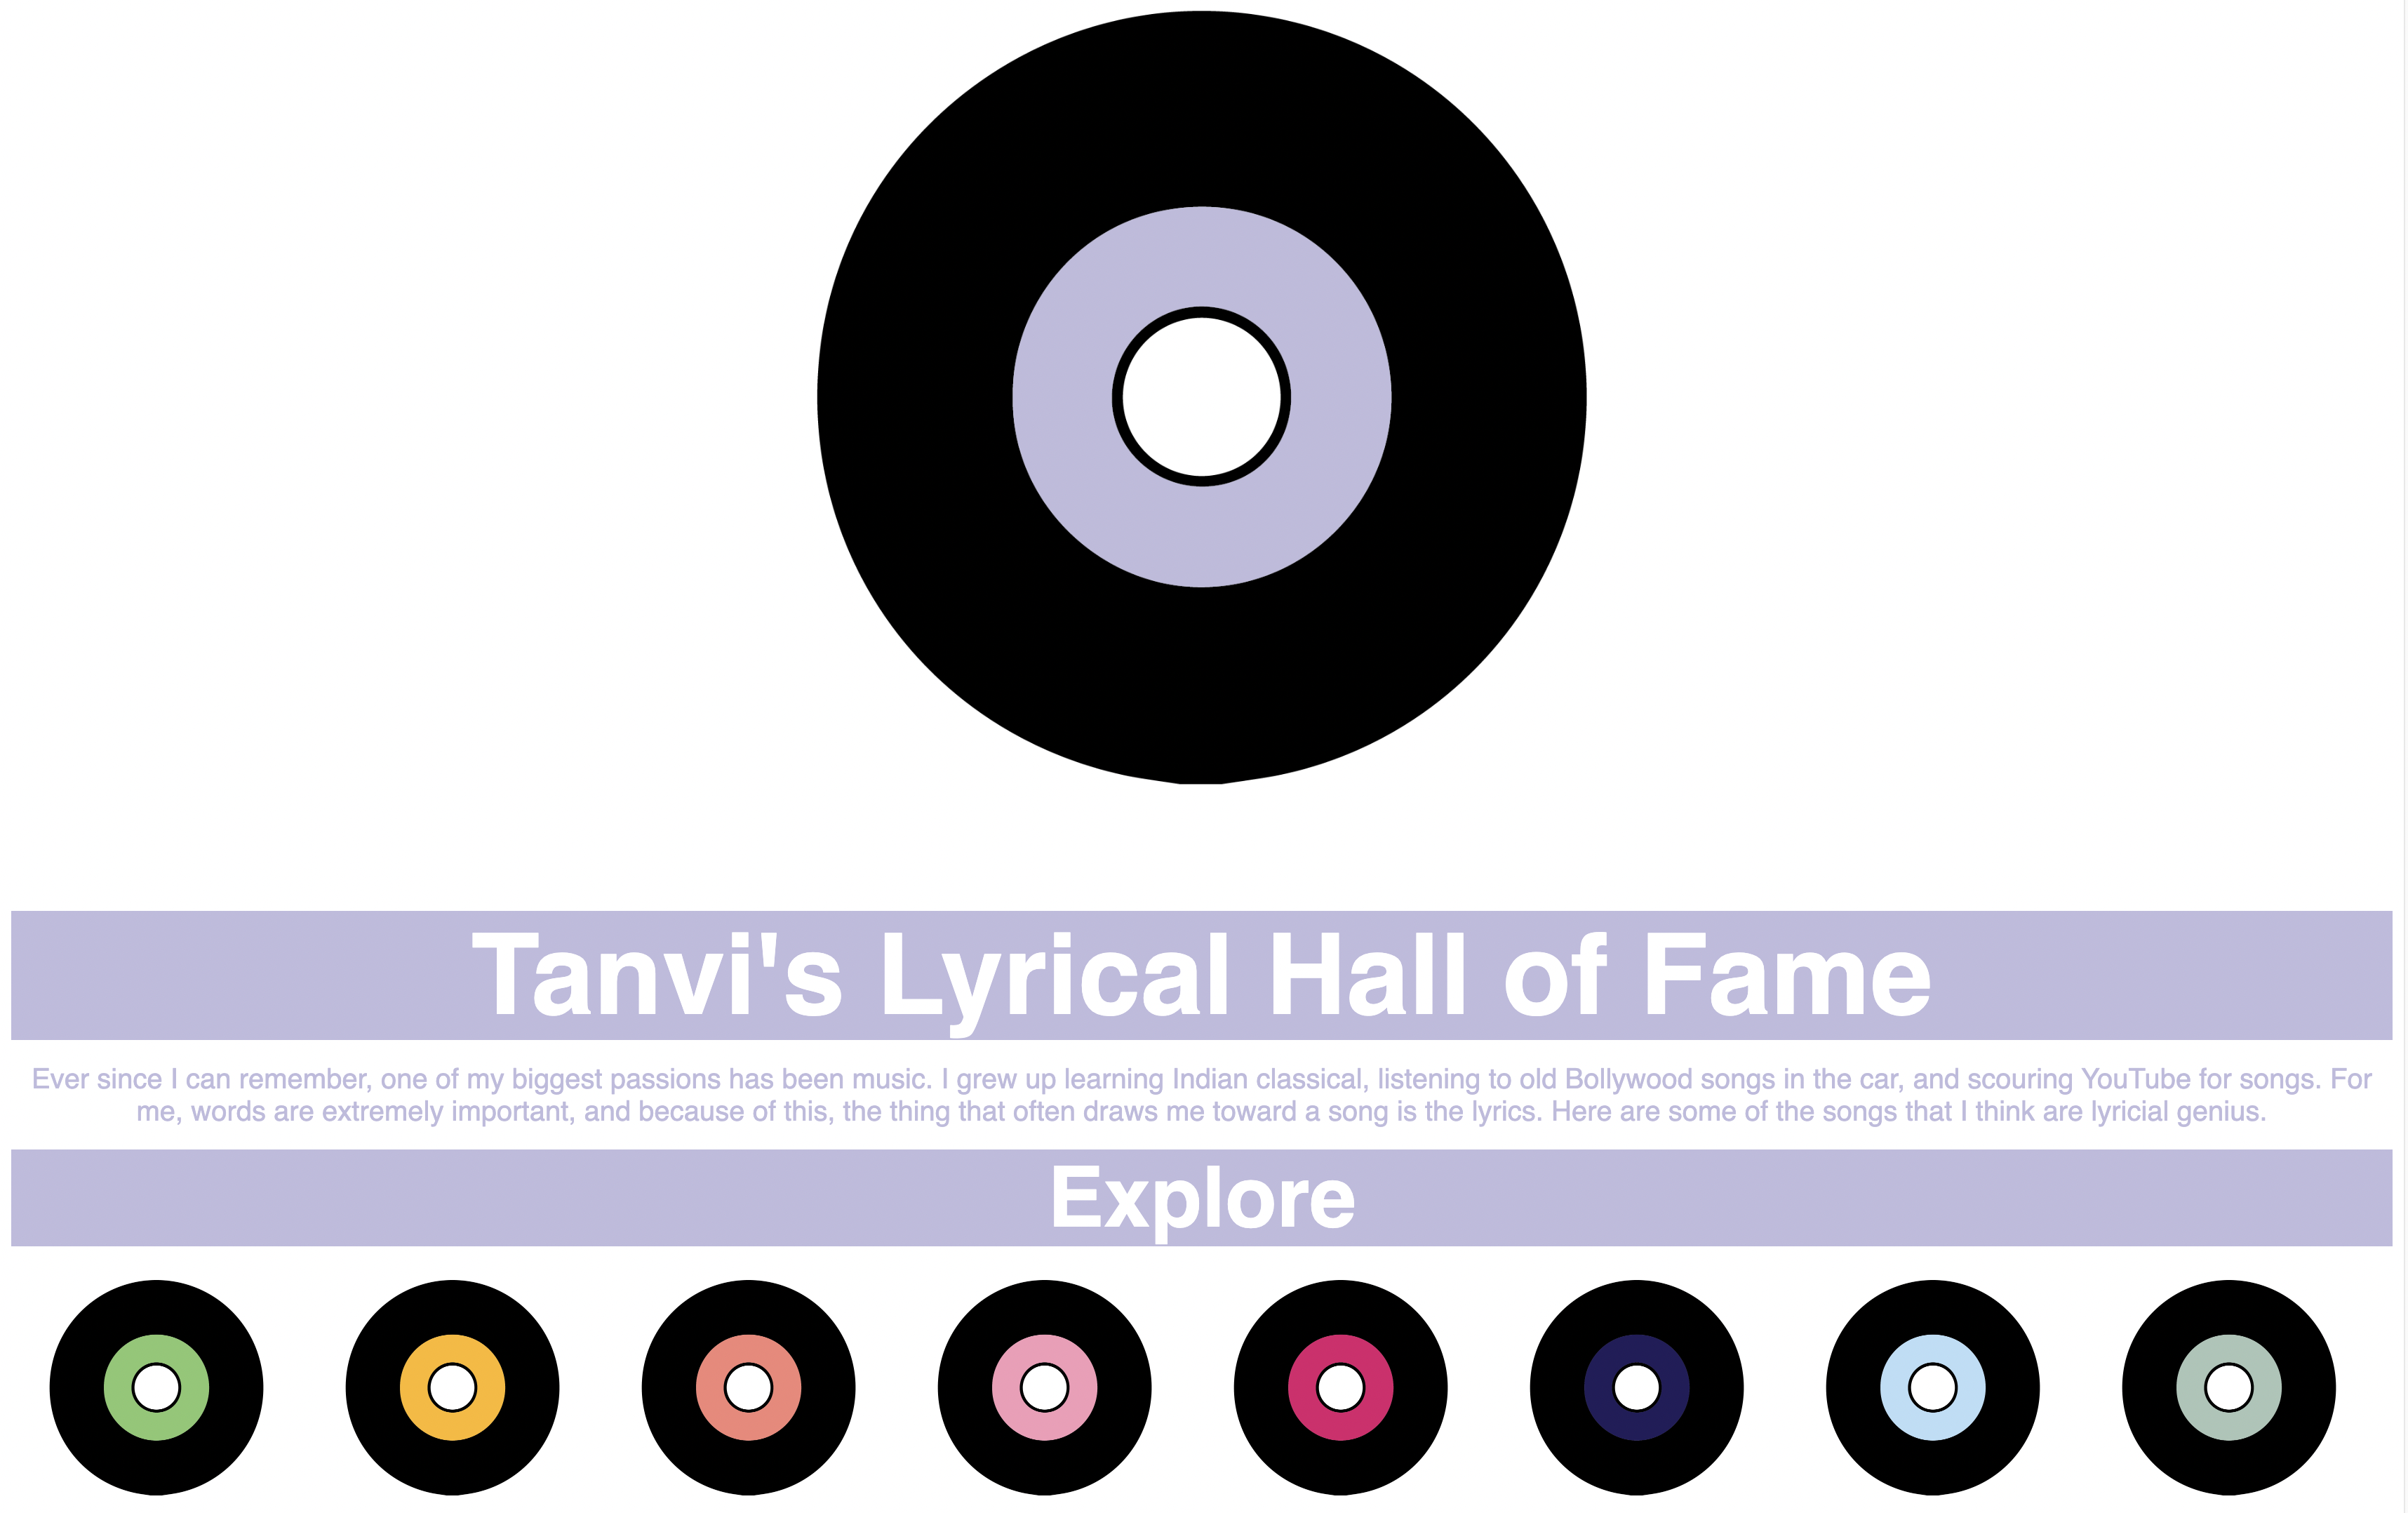 Tanvi's Lyrical Hall of Fame
Ever since I can remember, one of my biggest passions has been music. I grew up learning Indian classical, listening to old Bollywood songs in the car, and scouring YouTube for songs. For
me, words are extremely important, and because of this, the thing that often draws me toward a song is the lyrics. Here are some of the songs that I think are lyricial genius.
Explore